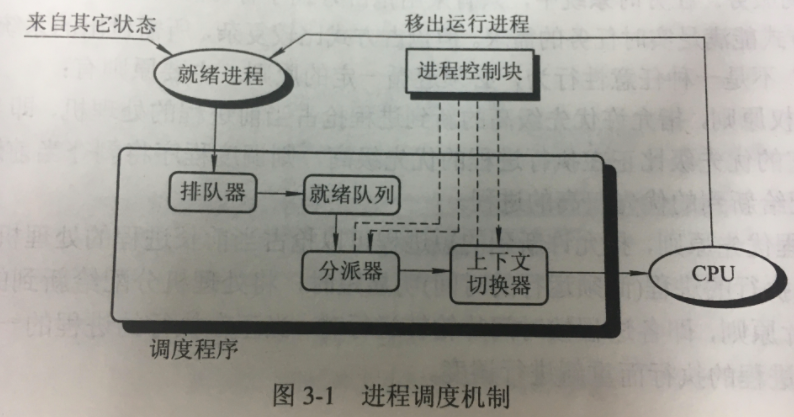 来自其它状态
移出运行进程
就绪进程
进程控制块
排队器
就绪队列
分派器
上下文
切换器
CPU
调度程序
图 3-1 进程调度机制